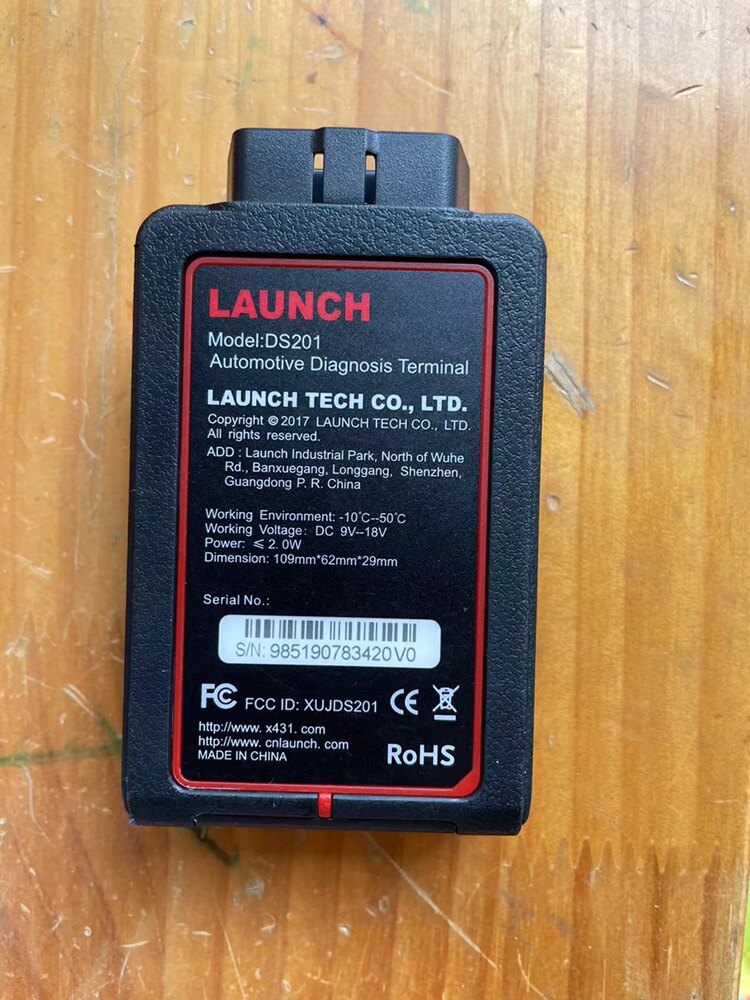 LAUNCH
Model:DS201
Automotive Diagnosis Terminal
LAUNCH TECH CO., LTD.
Copyright © 2017 LAUNCH TECH CO., LTD.
All rights reserved.
ADD : Launch Industrial Park, North of Wuhe
Rd., Banxuegang, Longgang, Shenzhen,
Guangdong P. R. China
Working Environment: -10°C--50°C
Working Voltage: DC 9V--18V
Power: ≤ 2.0W
Dimension: 109mm*62mm*29mm
Serial No.:
S/N: 985190783420V0
FC FCC ID: XUJDS201 CE
http://www. x431. com
http://www. cnlaunch. com
MADE IN CHINA
RoHS